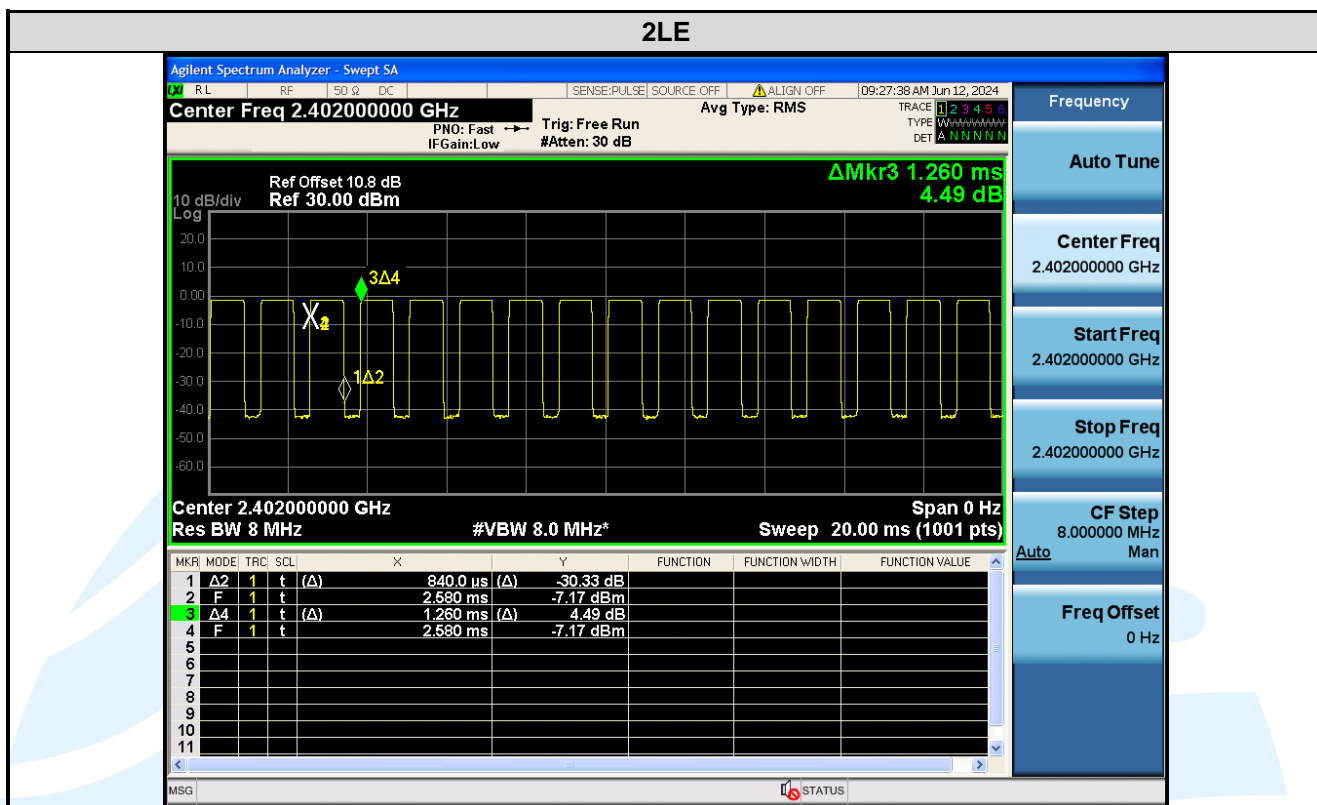 2LE
Agilent Spectrum Analyzer - Swept SA
LXI RL RF 50 Ω DC SENSE:PULSE SOURCE OFF ALIGN OFF 09:27:38 AM Jun 12, 2024
Center Freq 2.402000000 GHz
PNO: Fast
IFGain:Low
Trig: Free Run
#Atten: 30 dB
Avg Type: RMS
TRACE 1 2 3 4 5 6
TYPE
DET A N N N N N
ΔMkr3 1.260 ms
4.49 dB
Ref Offset 10.8 dB
10 dB/div Ref 30.00 dBm
Log
20.0
10.0
0.00
-10.0
-20.0
-30.0
-40.0
-50.0
-60.0
3Δ4
1Δ2
Center 2.402000000 GHz Span 0 Hz
Res BW 8 MHz #VBW 8.0 MHz* Sweep 20.00 ms (1001 pts)
MKR MODE TRC SCL X Y FUNCTION FUNCTION WIDTH FUNCTION VALUE
1 Δ2 1 t (Δ) 840.0 µs (Δ) -30.33 dB
2 F 1 t 2.580 ms -7.17 dBm
3 Δ4 1 t (Δ) 1.260 ms (Δ) 4.49 dB
4 F 1 t 2.580 ms -7.17 dBm
5
6
7
8
9
10
11
MSG STATUS
Frequency
Auto Tune
Center Freq
2.402000000 GHz
Start Freq
2.402000000 GHz
Stop Freq
2.402000000 GHz
CF Step
8.000000 MHz
Auto Man
Freq Offset
0 Hz